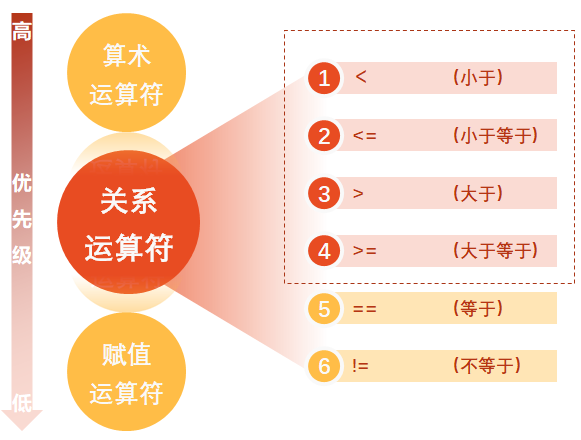 高
优
先
级
低
算术
运算符
关系
运算符
赋值
运算符
1 < (小于)
2 <= (小于等于)
3 > (大于)
4 >= (大于等于)
5 == (等于)
6 != (不等于)